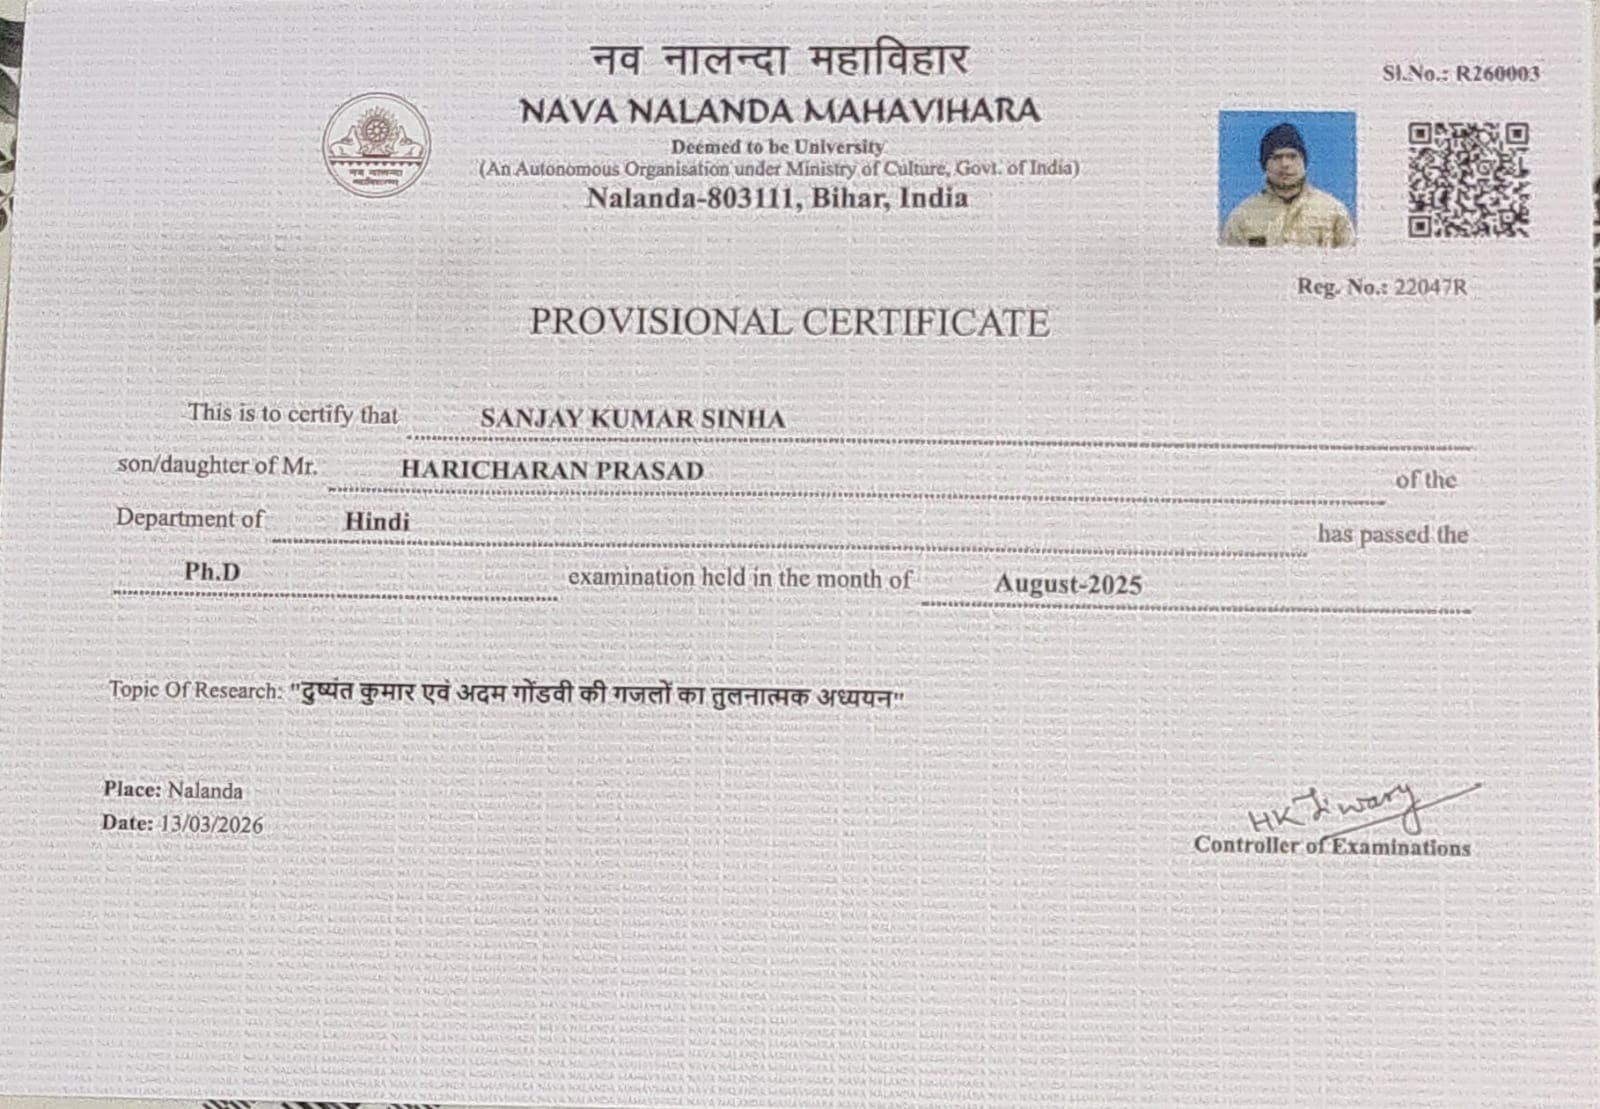 नव नालन्दा महाविहार
NAVA NALANDA MAHAVIHARA
Deemed to be University
(An Autonomous Organisation under Ministry of Culture, Govt. of India)
Nalanda-803111, Bihar, India
नव नालन्दा
Sl.No.: R260003
Reg. No.: 22047R
PROVISIONAL CERTIFICATE
This is to certify that SANJAY KUMAR SINHA
son/daughter of Mr. HARICHARAN PRASAD of the
Department of Hindi has passed the
Ph.D examination held in the month of August-2025
Topic Of Research: "दुष्यंत कुमार एवं अदम गोंडवी की गजलों का तुलनात्मक अध्ययन"
Place: Nalanda
Date: 13/03/2026
HK Tiwary
Controller of Examinations